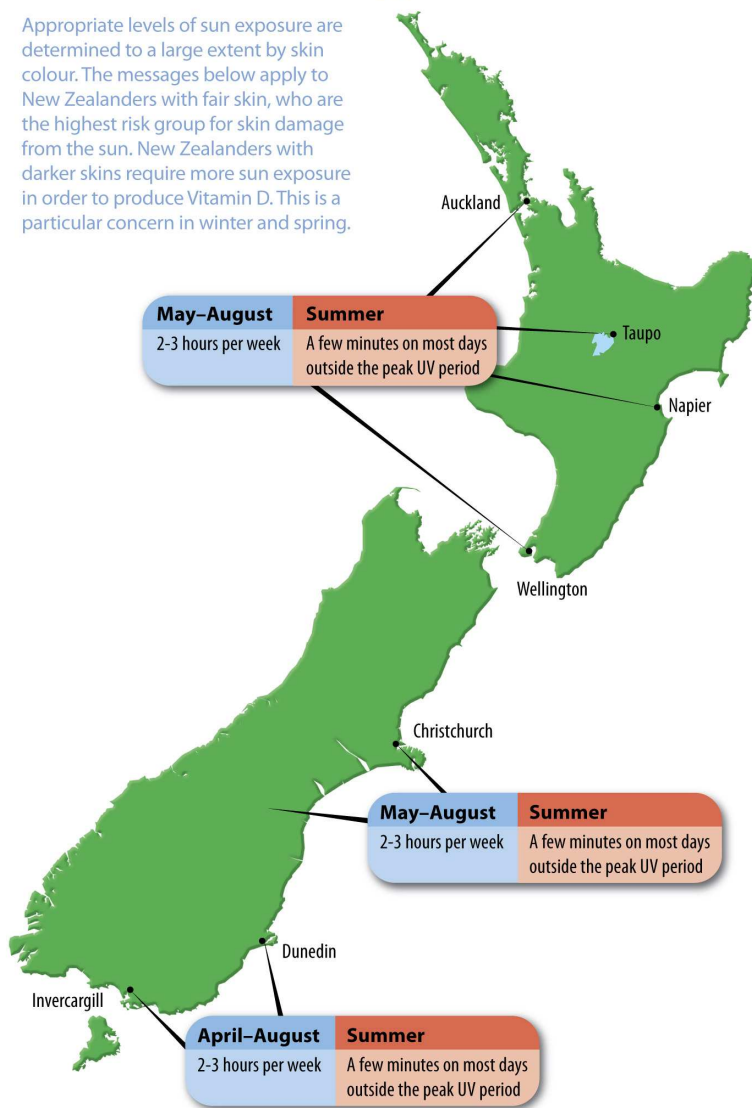 Appropriate levels of sun exposure are
determined to a large extent by skin
colour. The messages below apply to
New Zealanders with fair skin, who are
the highest risk group for skin damage
from the sun. New Zealanders with
darker skins require more sun exposure
in order to produce Vitamin D. This is a
particular concern in winter and spring.
Auckland
May–August
Summer
2-3 hours per week
A few minutes on most days
outside the peak UV period
Taupo
Napier
Wellington
Christchurch
May–August
Summer
2-3 hours per week
A few minutes on most days
outside the peak UV period
Dunedin
Invercargill
April–August
Summer
2-3 hours per week
A few minutes on most days
outside the peak UV period